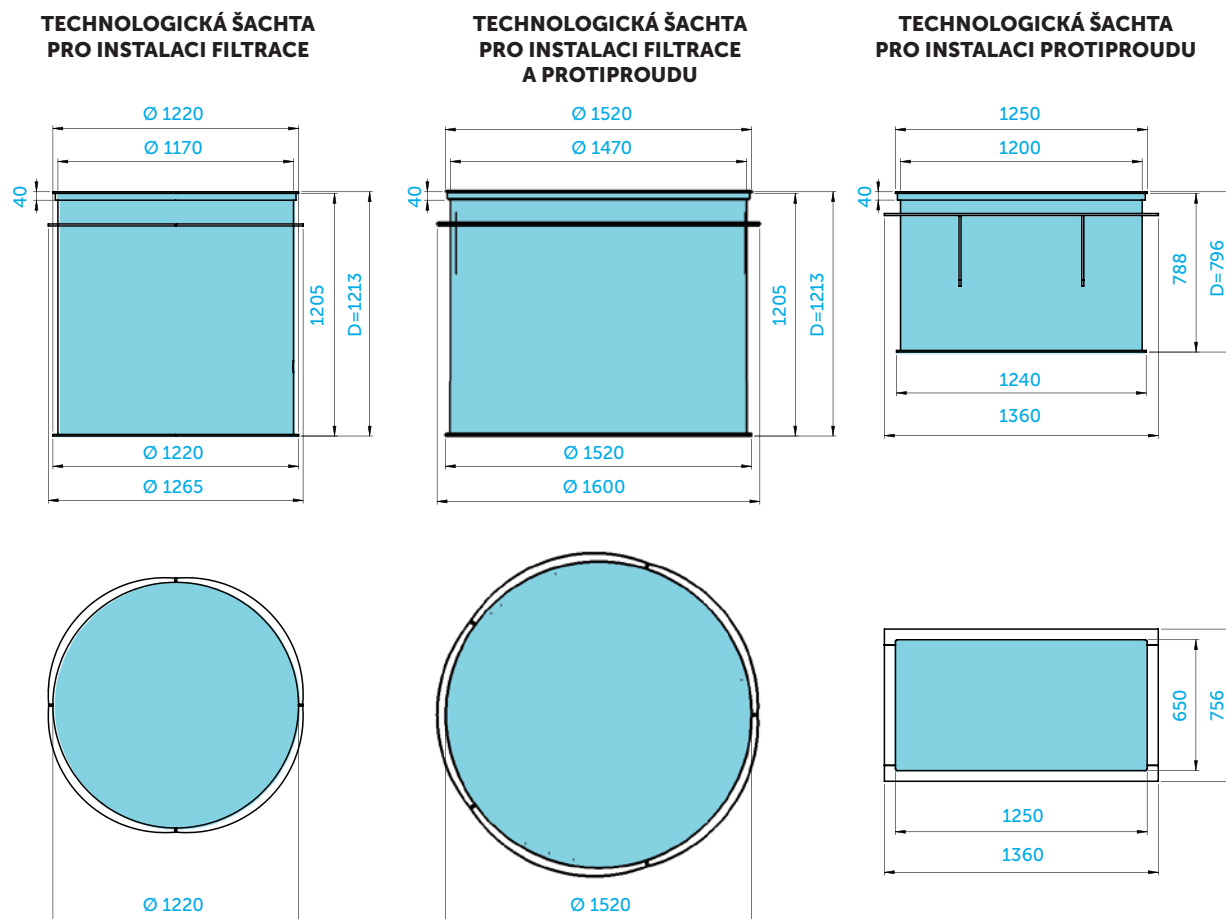 TECHNOLOGICKÁ ŠACHTA
PRO INSTALACI FILTRACE
Ø 1220
Ø 1170
40
1205
D=1213
Ø 1220
Ø 1265
Ø 1220
TECHNOLOGICKÁ ŠACHTA
PRO INSTALACI FILTRACE
A PROTIPROUDU
Ø 1520
Ø 1470
40
1205
D=1213
Ø 1520
Ø 1600
Ø 1520
TECHNOLOGICKÁ ŠACHTA
PRO INSTALACI PROTIPROUDU
1250
1200
40
788
D=796
1240
1360
650
756
1250
1360